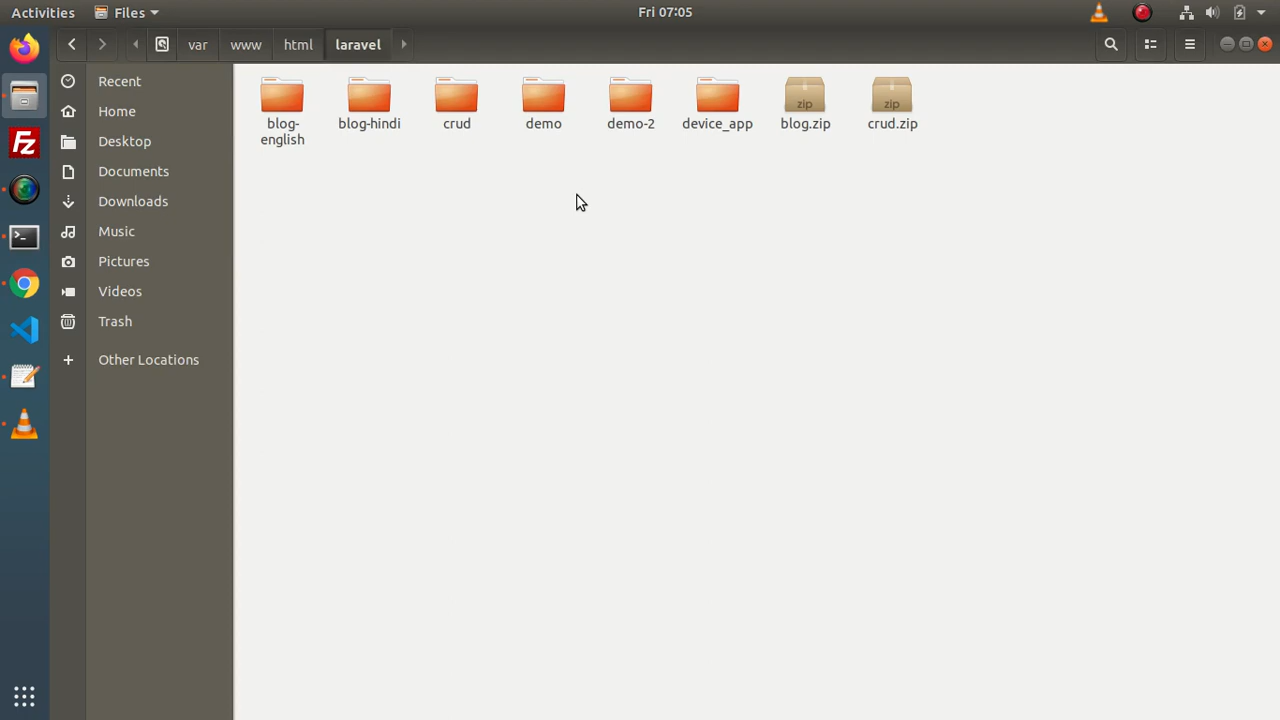 Activities Files Fri 07:05
var www html laravel
Recent
Home
Desktop
Documents
Downloads
Music
Pictures
Videos
Trash
+ Other Locations
blog-
english
blog-hindi
crud
demo
demo-2
device_app
zip
blog.zip
zip
crud.zip
Fz